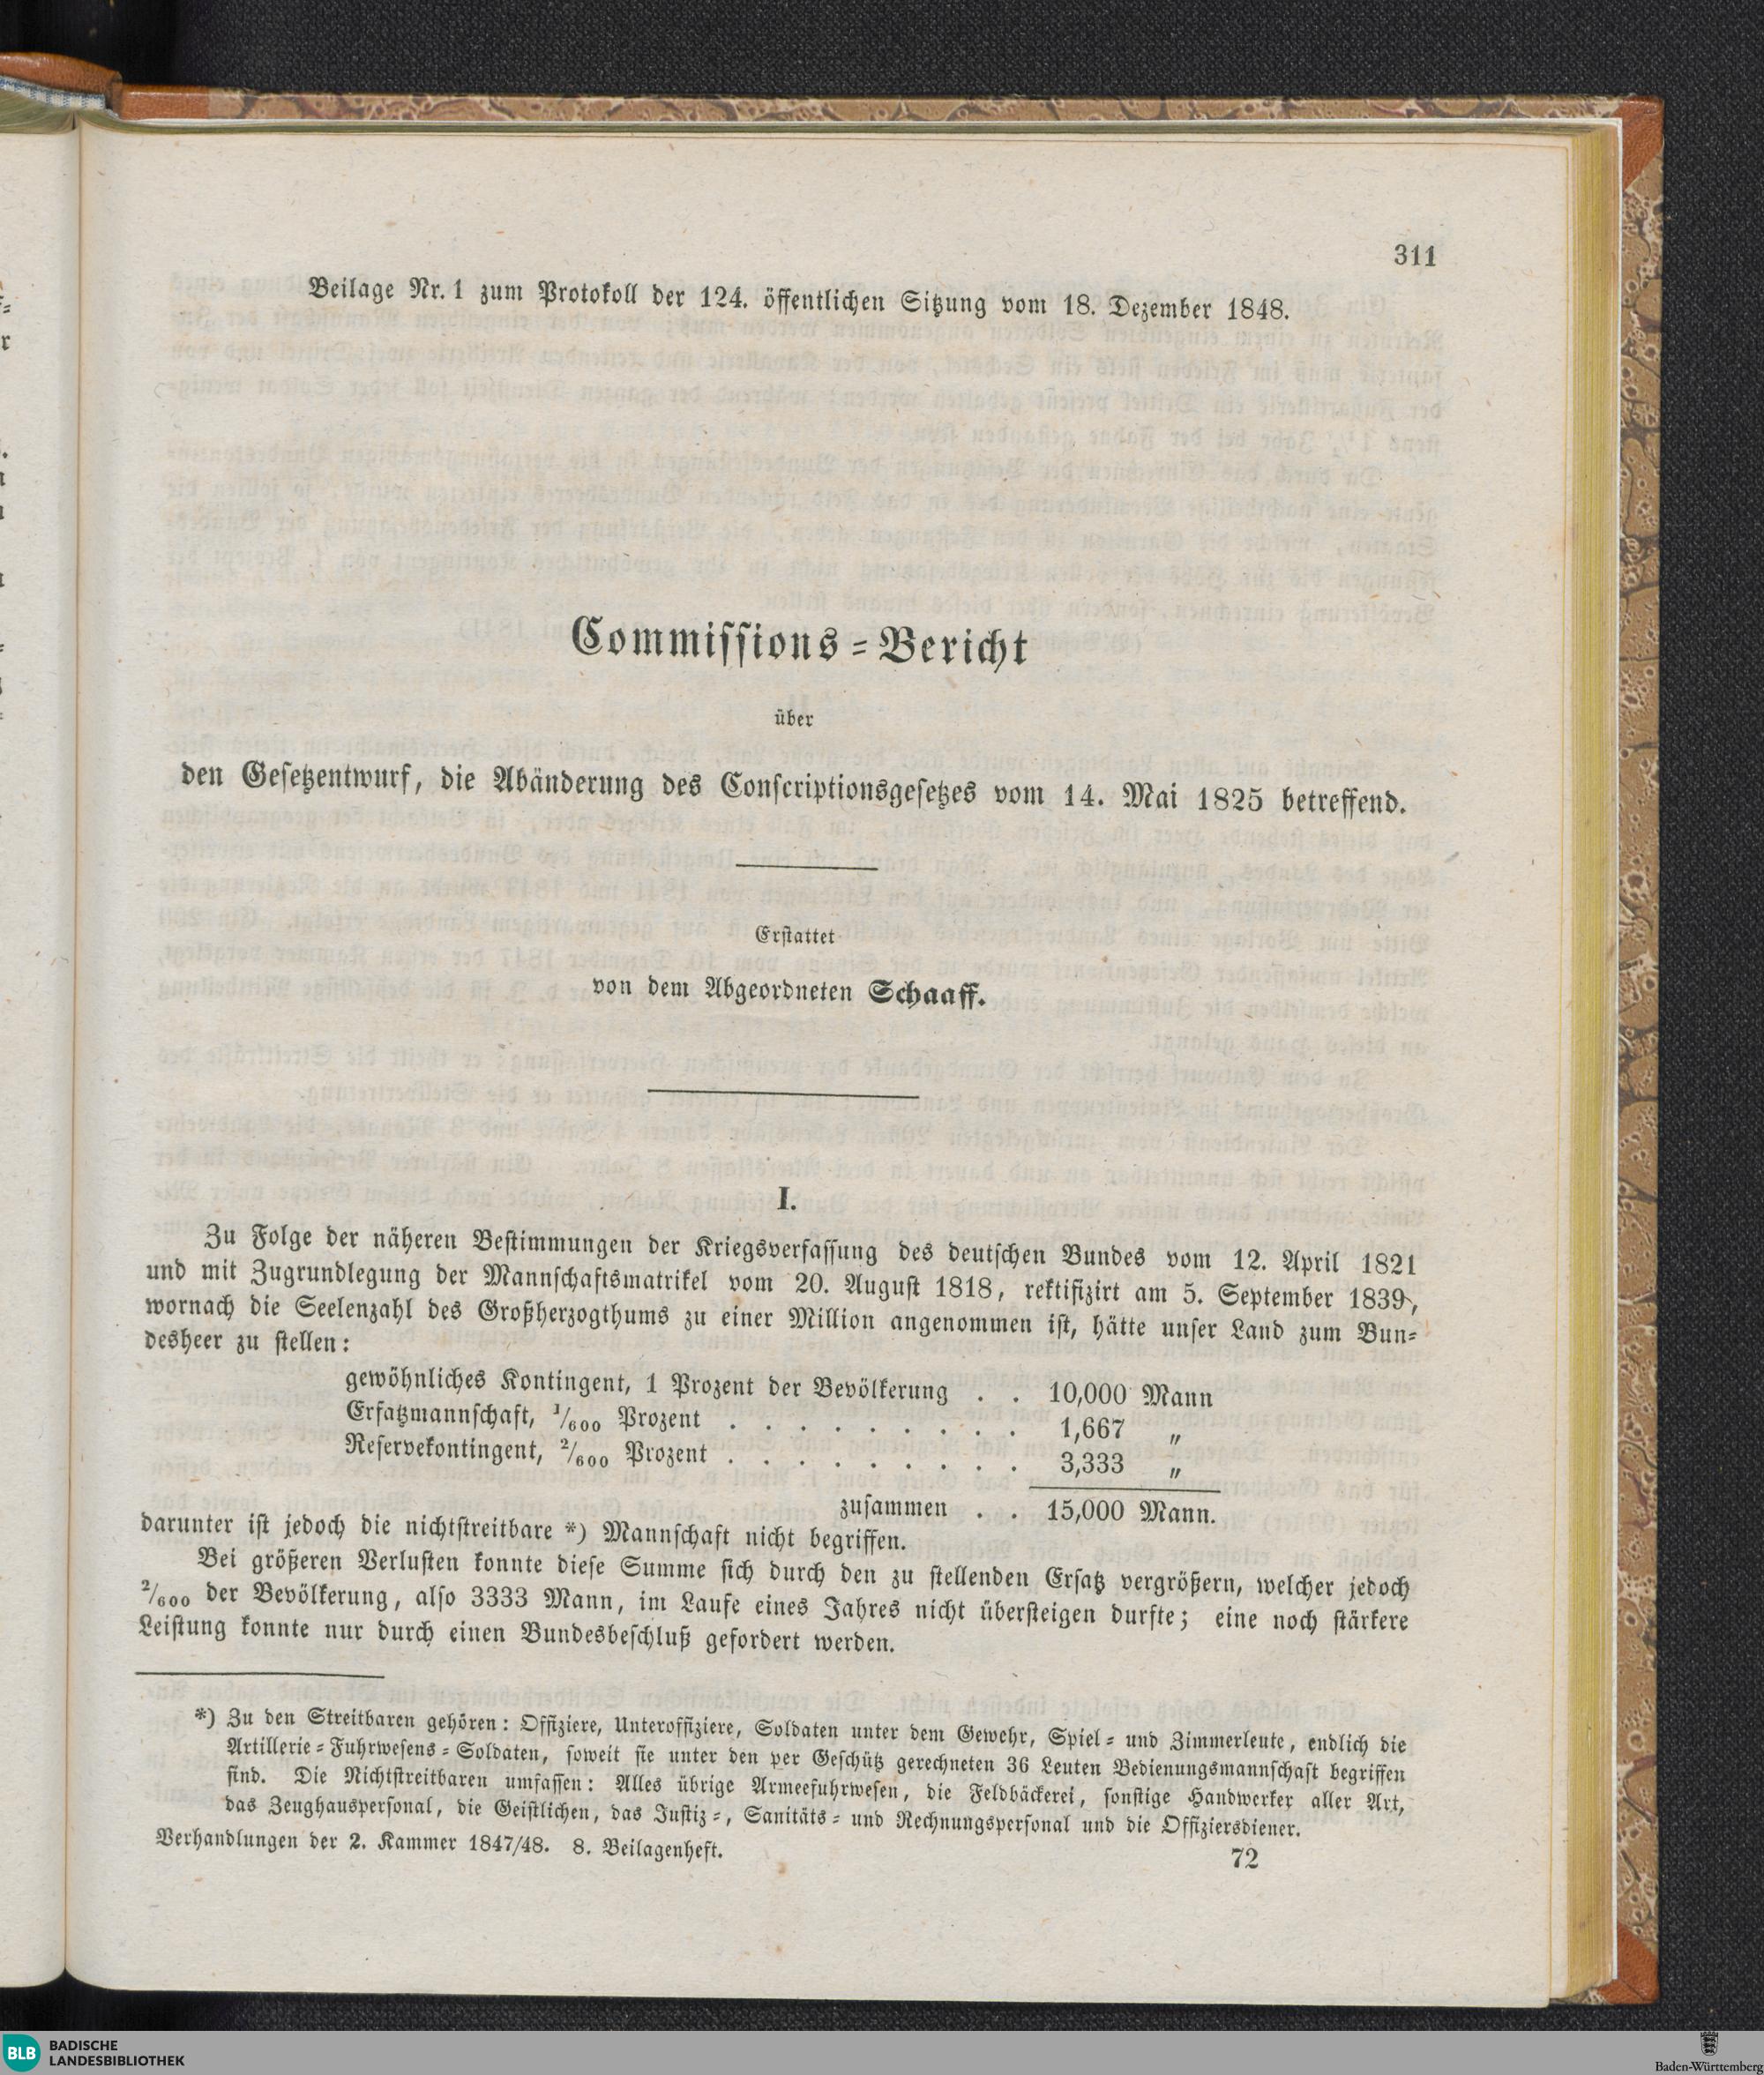 311
Beilage Nr. 1 zum Protokoll der 124. öffentlichen Sitzung vom 18. Dezember 1848.
Commissions-Bericht
über
den Gesetzentwurf, die Abänderung des Conscriptionsgesetzes vom 14. Mai 1825 betreffend.
Erstattet
von dem Abgeordneten Schaaff.
I.
Zu Folge der näheren Bestimmungen der Kriegsverfassung des deutschen Bundes vom 12. April 1821
und mit Zugrundlegung der Mannschaftsmatrikel vom 20. August 1818, rektifizirt am 5. September 1839,
wornach die Seelenzahl des Großherzogthums zu einer Million angenommen ist, hätte unser Land zum Bun-
desheer zu stellen:
gewöhnliches Kontingent, 1 Prozent der Bevölkerung . . 10,000 Mann
Ersatzmannschaft, 1/600 Prozent . . . . . . . . . 1,667 „
Reservekontingent, 2/600 Prozent . . . . . . . . . 3,333 „
zusammen . . 15,000 Mann.
darunter ist jedoch die nichtstreitbare *) Mannschaft nicht begriffen.
Bei größeren Verlusten konnte diese Summe sich durch den zu stellenden Ersatz vergrößern, welcher jedoch
2/600 der Bevölkerung, also 3333 Mann, im Laufe eines Jahres nicht übersteigen durfte; eine noch stärkere
Leistung konnte nur durch einen Bundesbeschluß gefordert werden.
*) Zu den Streitbaren gehören: Offiziere, Unteroffiziere, Soldaten unter dem Gewehr, Spiel- und Zimmerleute, endlich die
Artillerie-Fuhrwesens-Soldaten, soweit sie unter den per Geschütz gerechneten 36 Leuten Bedienungsmannschaft begriffen
sind. Die Nichtstreitbaren umfassen: Alles übrige Armeefuhrwesen, die Feldbäckerei, sonstige Handwerker aller Art,
das Zeughauspersonal, die Geistlichen, das Justiz-, Sanitäts- und Rechnungspersonal und die Offiziersdiener.
Verhandlungen der 2. Kammer 1847/48. 8. Beilagenheft.
72
BLB BADISCHE
LANDESBIBLIOTHEK
Baden-Württemberg